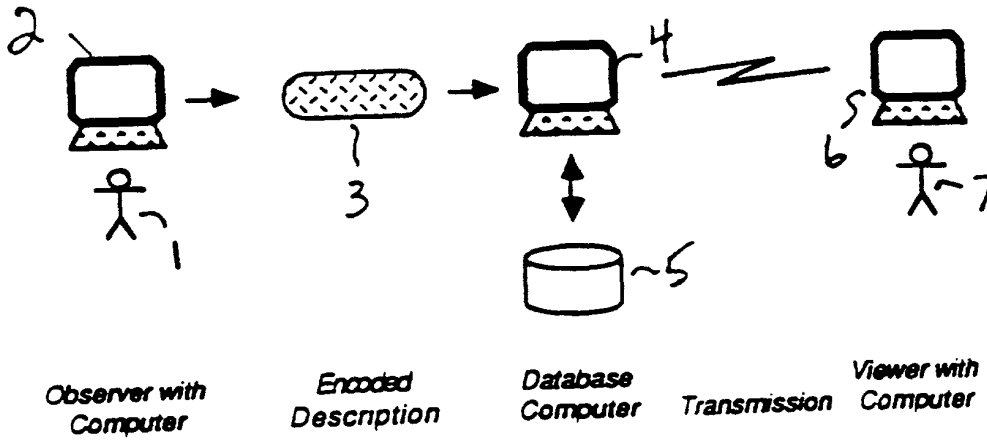 2
4
6
7
3
1
5
Observer with
Computer
Encoded
Description
Database
Computer
Transmission
Viewer with
Computer